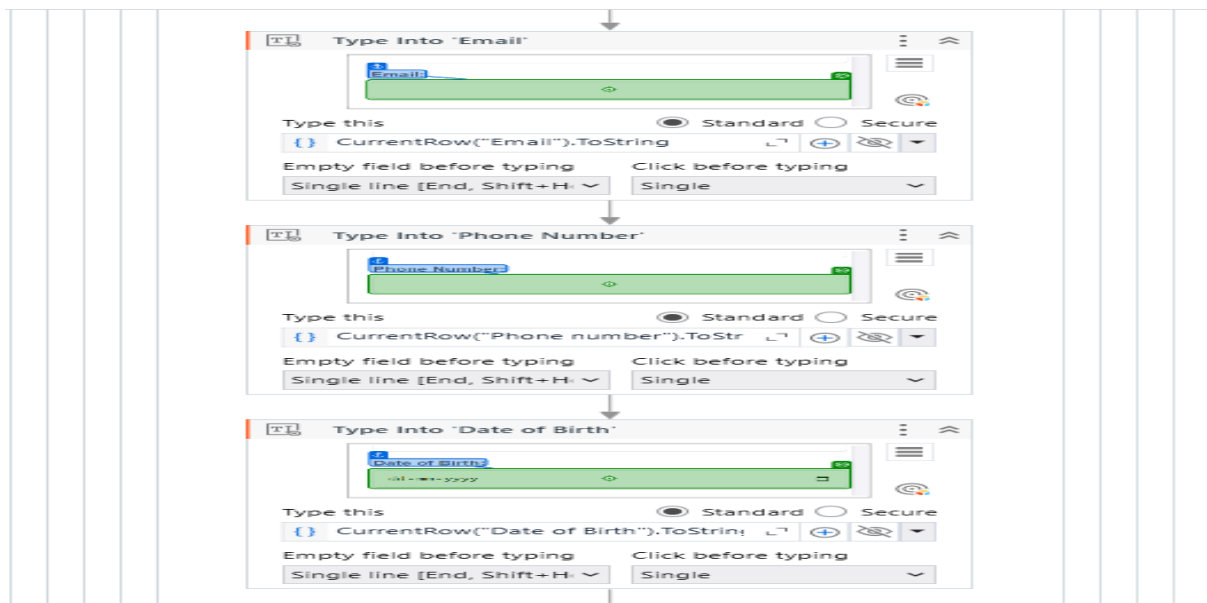 Type Into 'Email'
Email:
Type this Standard Secure
CurrentRow("Email").ToString
Empty field before typing Click before typing
Single line [End, Shift+H Single
Type Into 'Phone Number'
Phone Number:
Type this Standard Secure
CurrentRow("Phone number").ToStr
Empty field before typing Click before typing
Single line [End, Shift+H Single
Type Into 'Date of Birth'
Date of Birth:
Type this Standard Secure
CurrentRow("Date of Birth").ToString
Empty field before typing Click before typing
Single line [End, Shift+H Single